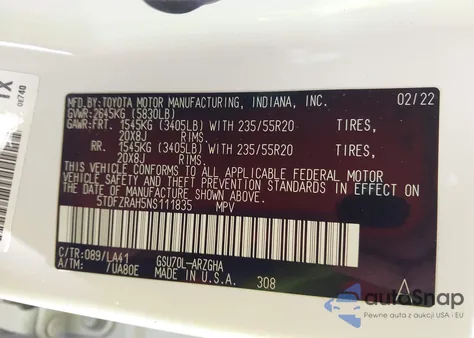 TX
0E740
MFD.BY:TOYOTA MOTOR MANUFACTURING, INDIANA, INC. 02/22
GVWR:2645KG (5830LB)
GAWR:FRT. 1545KG (3405LB) WITH 235/55R20 TIRES,
20X8J RIMS.
RR. 1545KG (3405LB) WITH 235/55R20 TIRES,
20X8J RIMS.
THIS VEHICLE CONFORMS TO ALL APPLICABLE FEDERAL MOTOR
VEHICLE SAFETY AND THEFT PREVENTION STANDARDS IN EFFECT
ON THE DATE OF MANUFACTURE SHOWN ABOVE.
5TDFZRAH5NS111835 MPV
C/TR:089/LA41 GSU70L-ARZGHA
A/TM: /UA80E MADE IN U.S.A. 308
autoSnap
Pewne auta z aukcji USA i EU